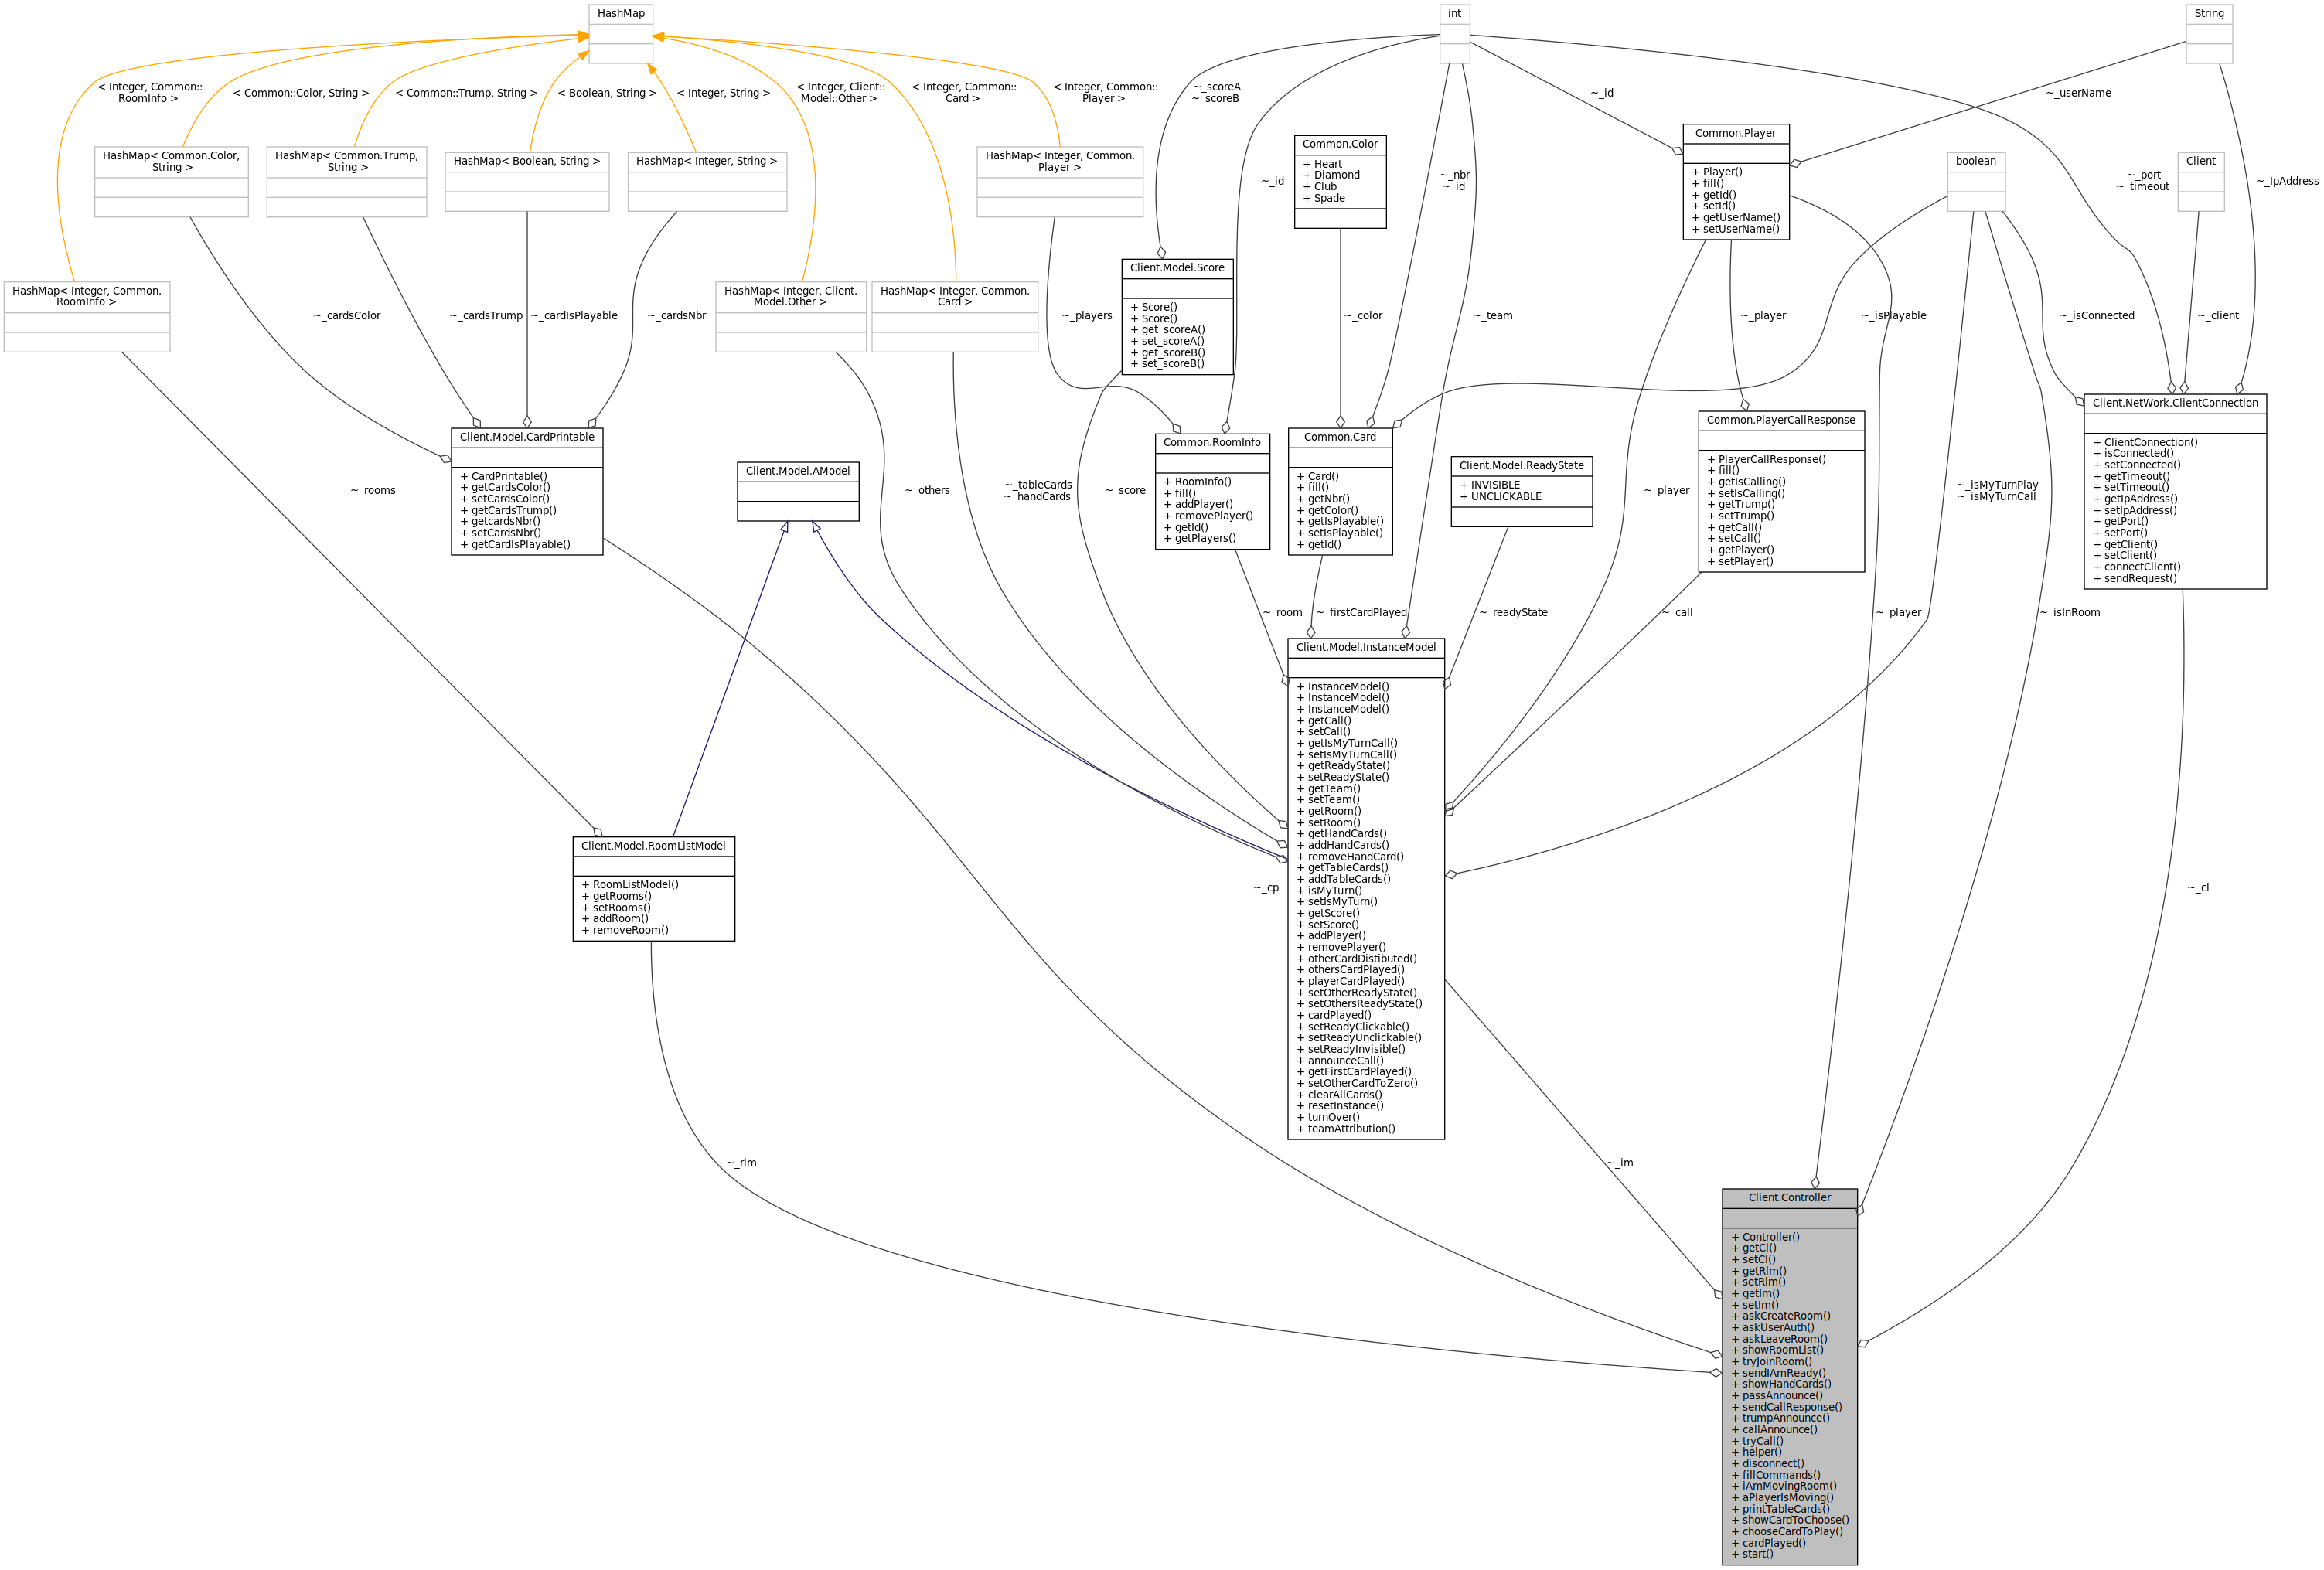 HashMap
int
String
< Integer, Common::
RoomInfo >
< Common::Color, String >
< Common::Trump, String >
< Boolean, String >
< Integer, String >
< Integer, Client::
Model::Other >
< Integer, Common::
Card >
< Integer, Common::
Player >
~_scoreA
~_scoreB
~_id
~_userName
HashMap< Common.Color,
String >
HashMap< Common.Trump,
String >
HashMap< Boolean, String >
HashMap< Integer, String >
HashMap< Integer, Common.
Player >
~_id
Common.Color
+ Heart
+ Diamond
+ Club
+ Spade
~_nbr
~_id
Common.Player
+ Player()
+ fill()
+ getId()
+ setId()
+ getUserName()
+ setUserName()
boolean
~_port
~_timeout
Client
~_IpAddress
HashMap< Integer, Common.
RoomInfo >
~_cardsColor
~_cardsTrump
~_cardIsPlayable
~_cardsNbr
HashMap< Integer, Client.
Model.Other >
HashMap< Integer, Common.
Card >
~_players
Client.Model.Score
+ Score()
+ Score()
+ get_scoreA()
+ set_scoreA()
+ get_scoreB()
+ set_scoreB()
~_color
~_team
~_player
~_isPlayable
~_isConnected
~_client
~_rooms
Client.Model.CardPrintable
+ CardPrintable()
+ getCardsColor()
+ setCardsColor()
+ getCardsTrump()
+ getcardsNbr()
+ setCardsNbr()
+ getCardIsPlayable()
Client.Model.AModel
~_others
~_tableCards
~_handCards
~_score
Common.RoomInfo
+ RoomInfo()
+ fill()
+ addPlayer()
+ removePlayer()
+ getId()
+ getPlayers()
Common.Card
+ Card()
+ fill()
+ getNbr()
+ getColor()
+ getIsPlayable()
+ setIsPlayable()
+ getId()
Client.Model.ReadyState
+ INVISIBLE
+ UNCLICKABLE
~_player
Common.PlayerCallResponse
+ PlayerCallResponse()
+ fill()
+ getIsCalling()
+ setIsCalling()
+ getTrump()
+ setTrump()
+ getCall()
+ setCall()
+ getPlayer()
+ setPlayer()
~_isMyTurnPlay
~_isMyTurnCall
Client.NetWork.ClientConnection
+ ClientConnection()
+ isConnected()
+ setConnected()
+ getTimeout()
+ setTimeout()
+ getIpAddress()
+ setIpAddress()
+ getPort()
+ setPort()
+ getClient()
+ setClient()
+ connectClient()
+ sendRequest()
~_room
~_firstCardPlayed
~_readyState
~_call
~_player
~_isInRoom
Client.Model.RoomListModel
+ RoomListModel()
+ getRooms()
+ setRooms()
+ addRoom()
+ removeRoom()
~_cp
Client.Model.InstanceModel
+ InstanceModel()
+ InstanceModel()
+ InstanceModel()
+ getCall()
+ setCall()
+ getIsMyTurnCall()
+ setIsMyTurnCall()
+ getReadyState()
+ setReadyState()
+ getTeam()
+ setTeam()
+ getRoom()
+ setRoom()
+ getHandCards()
+ addHandCards()
+ removeHandCard()
+ getTableCards()
+ addTableCards()
+ isMyTurn()
+ setIsMyTurn()
+ getScore()
+ setScore()
+ addPlayer()
+ removePlayer()
+ otherCardDistibuted()
+ othersCardPlayed()
+ playerCardPlayed()
+ setOtherReadyState()
+ setOthersReadyState()
+ cardPlayed()
+ setReadyClickable()
+ setReadyUnclickable()
+ setReadyInvisible()
+ announceCall()
+ getFirstCardPlayed()
+ setOtherCardToZero()
+ clearAllCards()
+ resetInstance()
+ turnOver()
+ teamAttribution()
~_cl
~_rlm
~_im
Client.Controller
+ Controller()
+ getCl()
+ setCl()
+ getRlm()
+ setRlm()
+ getIm()
+ setIm()
+ askCreateRoom()
+ askUserAuth()
+ askLeaveRoom()
+ showRoomList()
+ tryJoinRoom()
+ sendIAmReady()
+ showHandCards()
+ passAnnounce()
+ sendCallResponse()
+ trumpAnnounce()
+ callAnnounce()
+ tryCall()
+ helper()
+ disconnect()
+ fillCommands()
+ iAmMovingRoom()
+ aPlayerIsMoving()
+ printTableCards()
+ showCardToChoose()
+ chooseCardToPlay()
+ cardPlayed()
+ start()